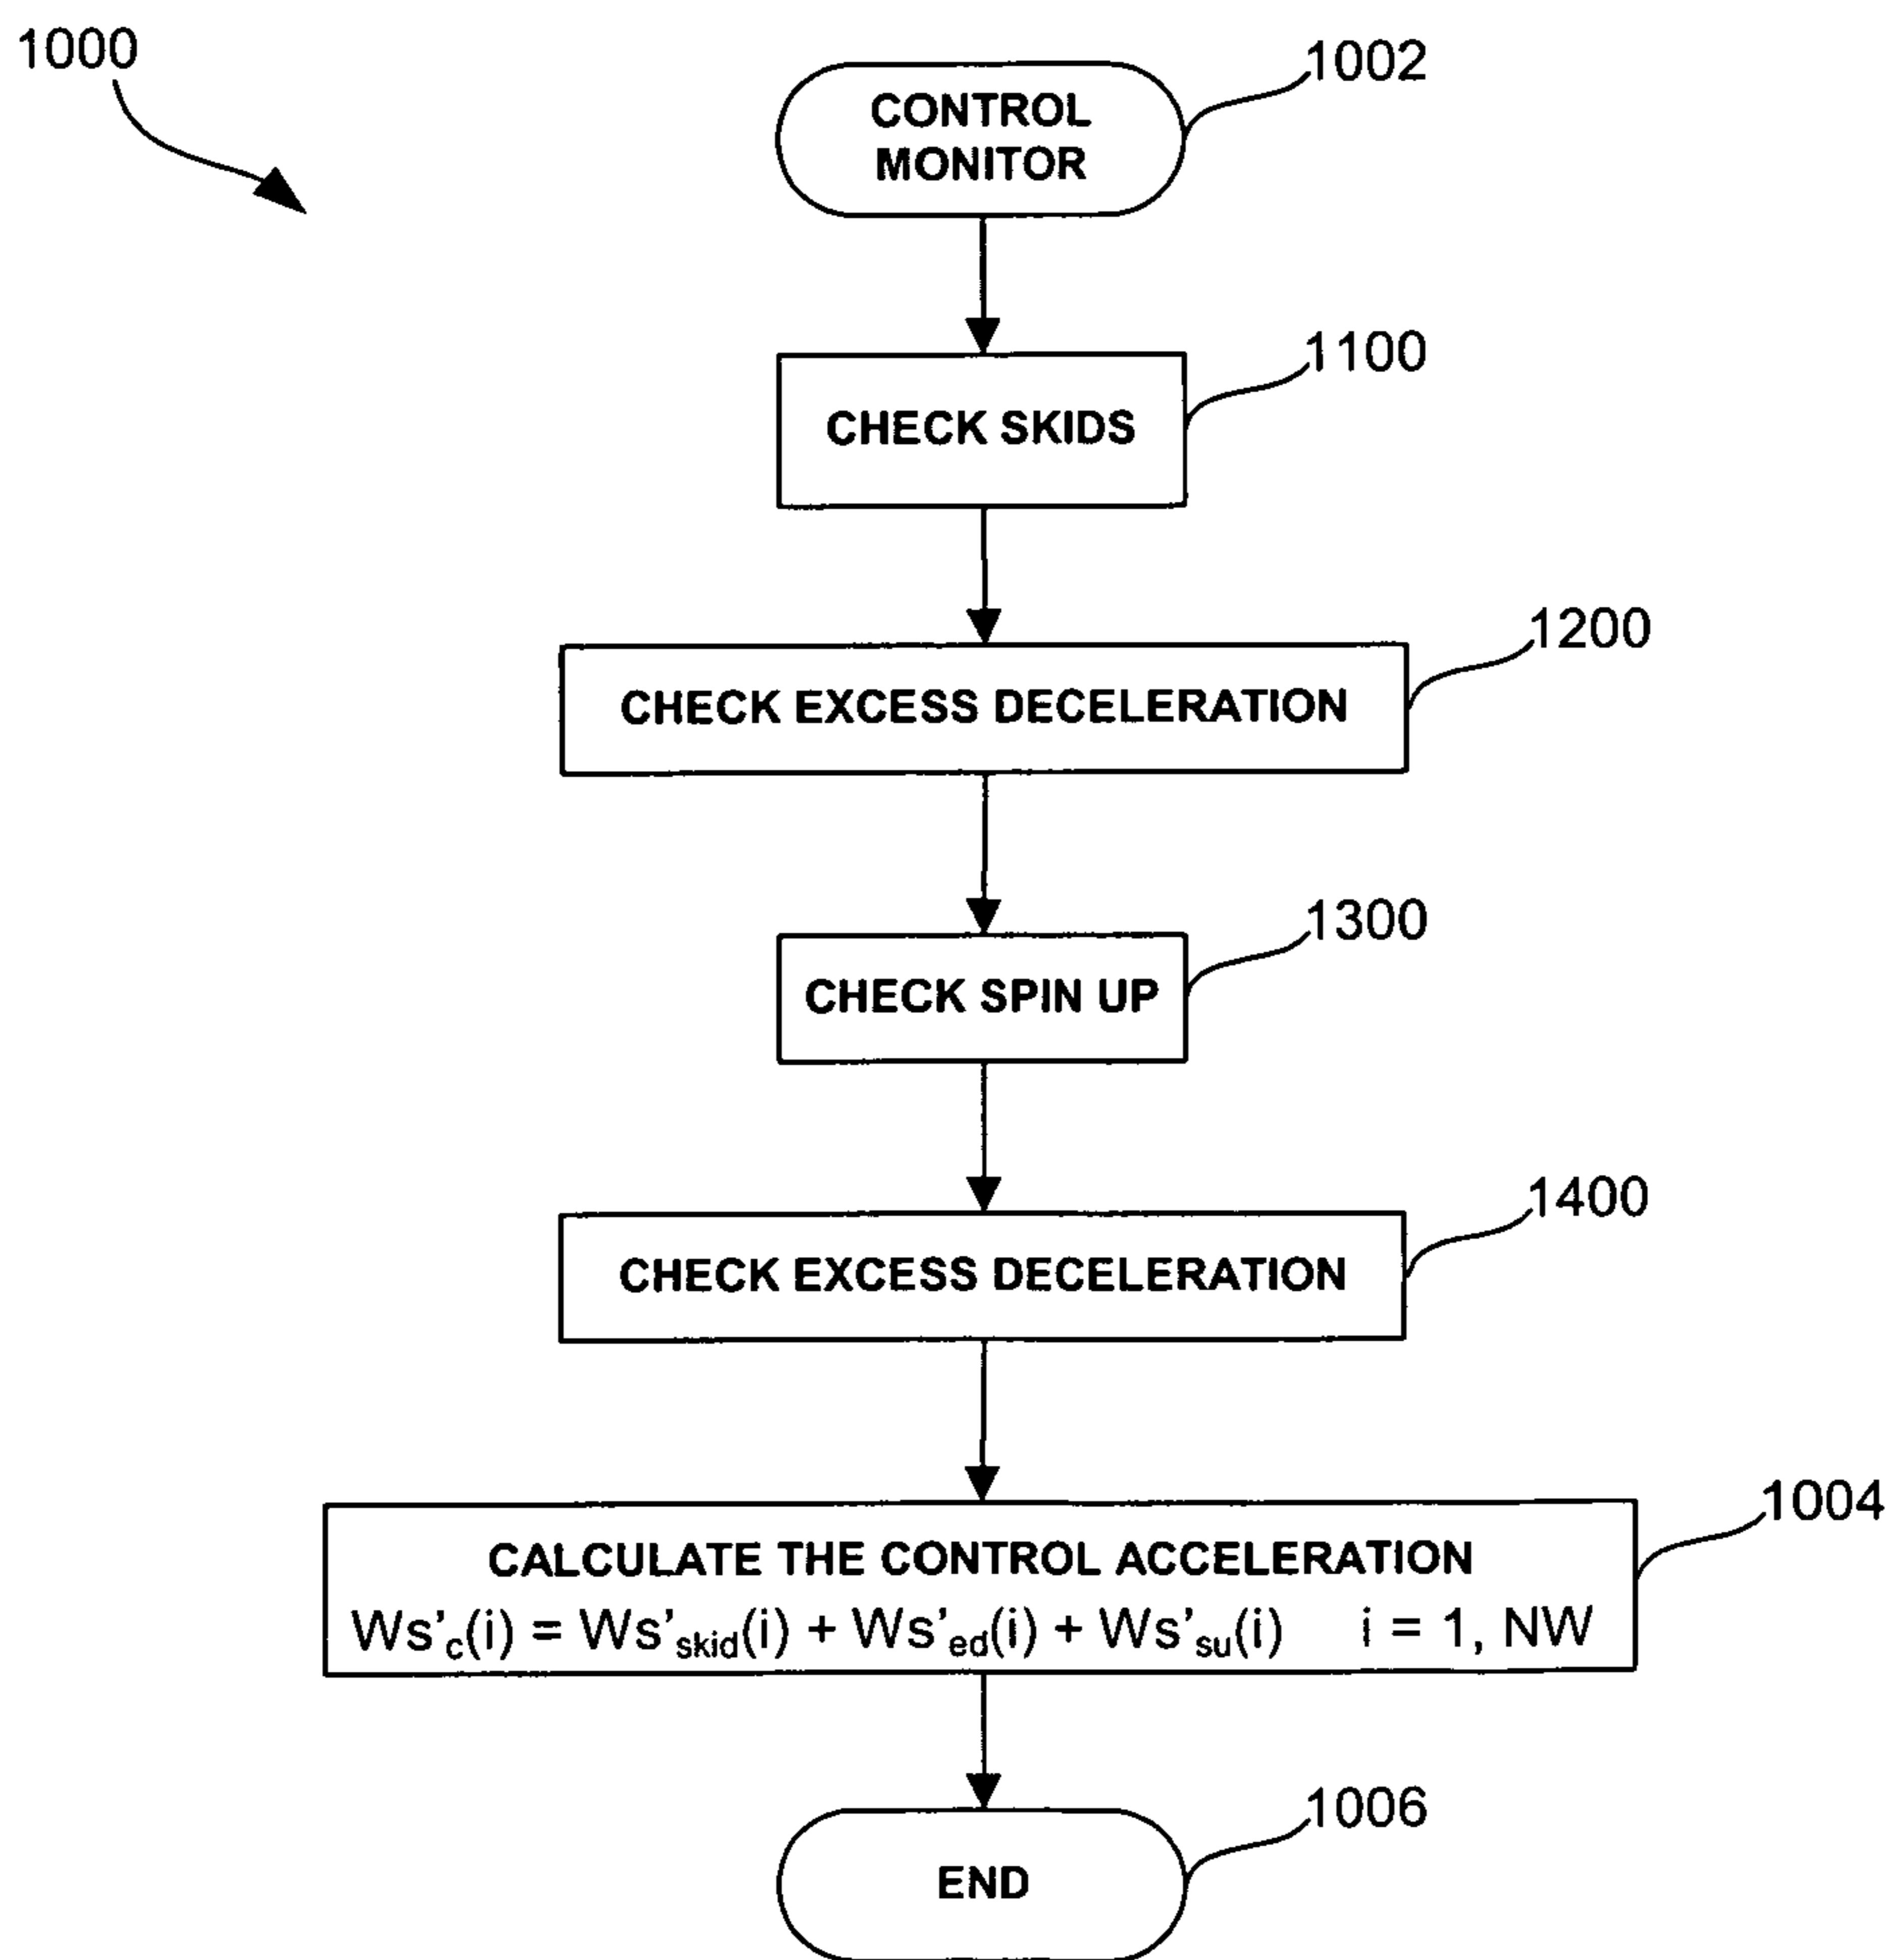 1000
1002
CONTROL
MONITOR
1100
CHECK SKIDS
1200
CHECK EXCESS DECELERATION
1300
CHECK SPIN UP
1400
CHECK EXCESS DECELERATION
1004
CALCULATE THE CONTROL ACCELERATION
Ws'c(i) = Ws'skid(i) + Ws'ed(i) + Ws'su(i) i = 1, NW
1006
END